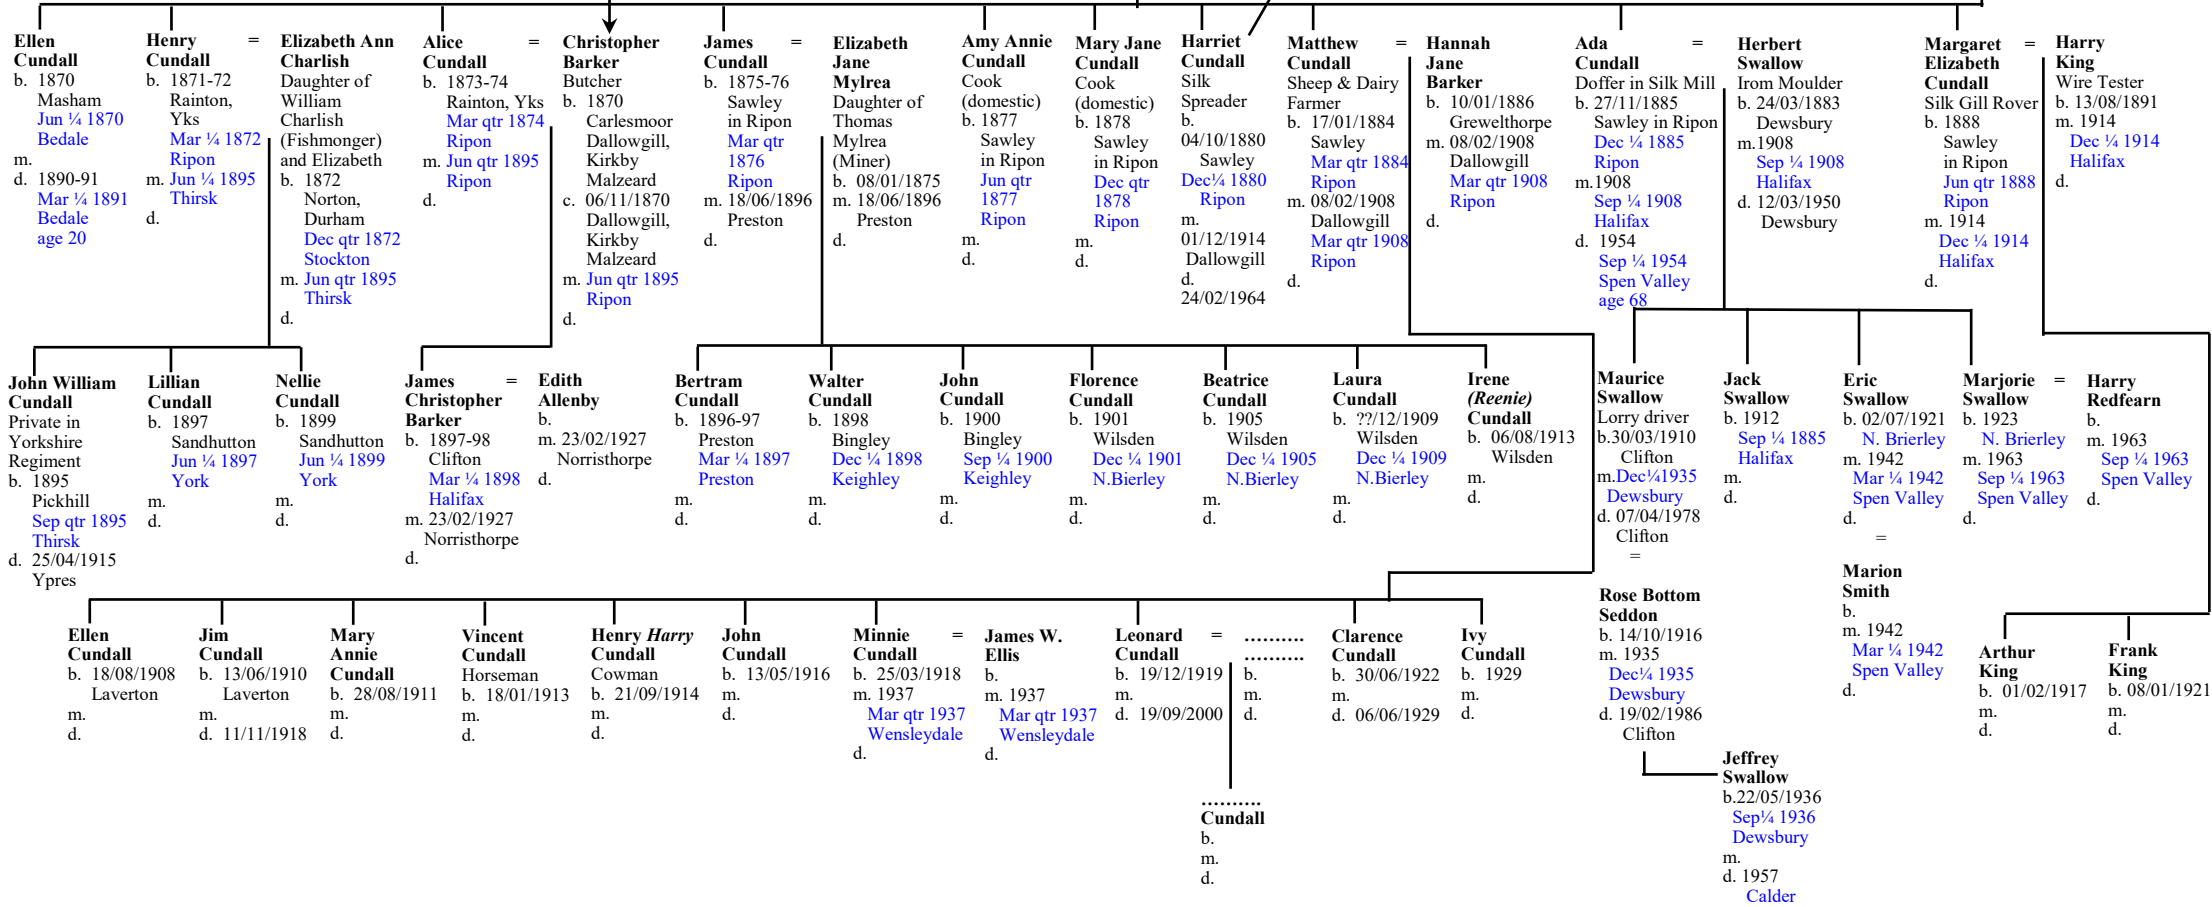 Ellen
Cundall
b. 1870
Masham
Jun ¼ 1870
Bedale
m.
d. 1890-91
Mar ¼ 1891
Bedale
age 20
Henry =
Cundall
b. 1871-72
Rainton,
Yks
Mar ¼ 1872
Ripon
m. Jun ¼ 1895
Thirsk
d.
Elizabeth Ann
Charlish
Daughter of
William
Charlish
(Fishmonger)
and Elizabeth
b. 1872
Norton,
Durham
Dec qtr 1872
Stockton
m. Jun qtr 1895
Thirsk
d.
Alice =
Cundall
b. 1873-74
Rainton, Yks
Mar qtr 1874
Ripon
m. Jun qtr 1895
Ripon
d.
Christopher
Barker
Butcher
b. 1870
Carlesmoor
Dallowgill,
Kirkby
Malzeard
c. 06/11/1870
Dallowgill,
Kirkby
Malzeard
m. Jun qtr 1895
Ripon
d.
James =
Cundall
b. 1875-76
Sawley
in Ripon
Mar qtr
1876
Ripon
m. 18/06/1896
Preston
d.
Elizabeth
Jane
Mylrea
Daughter of
Thomas
Mylrea
(Miner)
b. 08/01/1875
m. 18/06/1896
Preston
d.
Amy Annie
Cundall
Cook
(domestic)
b. 1877
Sawley
in Ripon
Jun qtr
1877
Ripon
m.
d.
Mary Jane
Cundall
Cook
(domestic)
b. 1878
Sawley
in Ripon
Dec qtr
1878
Ripon
m.
d.
Harriet
Cundall
Silk
Spreader
b.
04/10/1880
Sawley
Dec¼ 1880
Ripon
m.
01/12/1914
Dallowgill
d.
24/02/1964
Matthew =
Cundall
Sheep & Dairy
Farmer
b. 17/01/1884
Sawley
Mar qtr 1884
Ripon
m. 08/02/1908
Dallowgill
Mar qtr 1908
Ripon
d.
Hannah
Jane
Barker
b. 10/01/1886
Grewelthorpe
m. 08/02/1908
Dallowgill
Mar qtr 1908
Ripon
d.
Ada =
Cundall
Doffer in Silk Mill
b. 27/11/1885
Sawley in Ripon
Dec ¼ 1885
Ripon
m.1908
Sep ¼ 1908
Halifax
d. 1954
Sep ¼ 1954
Spen Valley
age 68
Herbert
Swallow
Irom Moulder
b. 24/03/1883
Dewsbury
m.1908
Sep ¼ 1908
Halifax
d. 12/03/1950
Dewsbury
Margaret =
Elizabeth
Cundall
Silk Gill Rover
b. 1888
Sawley
in Ripon
Jun qtr 1888
Ripon
m. 1914
Dec ¼ 1914
Halifax
d.
Harry
King
Wire Tester
b. 13/08/1891
m. 1914
Dec ¼ 1914
Halifax
d.
John William
Cundall
Private in
Yorkshire
Regiment
b. 1895
Pickhill
Sep qtr 1895
Thirsk
d. 25/04/1915
Ypres
Lillian
Cundall
b. 1897
Sandhutton
Jun ¼ 1897
York
m.
d.
Nellie
Cundall
b. 1899
Sandhutton
Jun ¼ 1899
York
m.
d.
James =
Christopher
Barker
b. 1897-98
Clifton
Mar ¼ 1898
Halifax
m. 23/02/1927
Norristhorpe
d.
Edith
Allenby
b.
m. 23/02/1927
Norristhorpe
d.
Bertram
Cundall
b. 1896-97
Preston
Mar ¼ 1897
Preston
m.
d.
Walter
Cundall
b. 1898
Bingley
Dec ¼ 1898
Keighley
m.
d.
John
Cundall
b. 1900
Bingley
Sep ¼ 1900
Keighley
m.
d.
Florence
Cundall
b. 1901
Wilsden
Dec ¼ 1901
N.Bierley
m.
d.
Beatrice
Cundall
b. 1905
Wilsden
Dec ¼ 1905
N.Bierley
m.
d.
Laura
Cundall
b. ??/12/1909
Wilsden
Dec ¼ 1909
N.Bierley
m.
d.
Irene
(Reenie)
Cundall
b. 06/08/1913
Wilsden
m.
d.
Maurice
Swallow
Lorry driver
b.30/03/1910
Clifton
m.Dec¼1935
Dewsbury
d. 07/04/1978
Clifton
=
Rose Bottom
Seddon
b. 14/10/1916
m. 1935
Dec¼ 1935
Dewsbury
d. 19/02/1986
Clifton
Jack
Swallow
b. 1912
Sep ¼ 1885
Halifax
m.
d.
Eric
Swallow
b. 02/07/1921
N. Brierley
m. 1942
Mar ¼ 1942
Spen Valley
d.
=
Marion
Smith
b.
m. 1942
Mar ¼ 1942
Spen Valley
d.
Marjorie =
Swallow
b. 1923
N. Brierley
m. 1963
Sep ¼ 1963
Spen Valley
d.
Harry
Redfearn
b.
m. 1963
Sep ¼ 1963
Spen Valley
d.
Ellen
Cundall
b. 18/08/1908
Laverton
m.
d.
Jim
Cundall
b. 13/06/1910
Laverton
m.
d. 11/11/1918
Mary
Annie
Cundall
b. 28/08/1911
m.
d.
Vincent
Cundall
Horseman
b. 18/01/1913
m.
d.
Henry Harry
Cundall
Cowman
b. 21/09/1914
m.
d.
John
Cundall
b. 13/05/1916
m.
d.
Minnie =
Cundall
b. 25/03/1918
m. 1937
Mar qtr 1937
Wensleydale
d.
James W.
Ellis
b.
m. 1937
Mar qtr 1937
Wensleydale
d.
Leonard =
Cundall
b. 19/12/1919
m.
d. 19/09/2000
..........
..........
b.
m.
d.
Clarence
Cundall
b. 30/06/1922
m.
d. 06/06/1929
Ivy
Cundall
b. 1929
m.
d.
Arthur
King
b. 01/02/1917
m.
d.
Frank
King
b. 08/01/1921
m.
d.
..........
Cundall
b.
m.
d.
Jeffrey
Swallow
b.22/05/1936
Sep¼ 1936
Dewsbury
m.
d. 1957
Calder